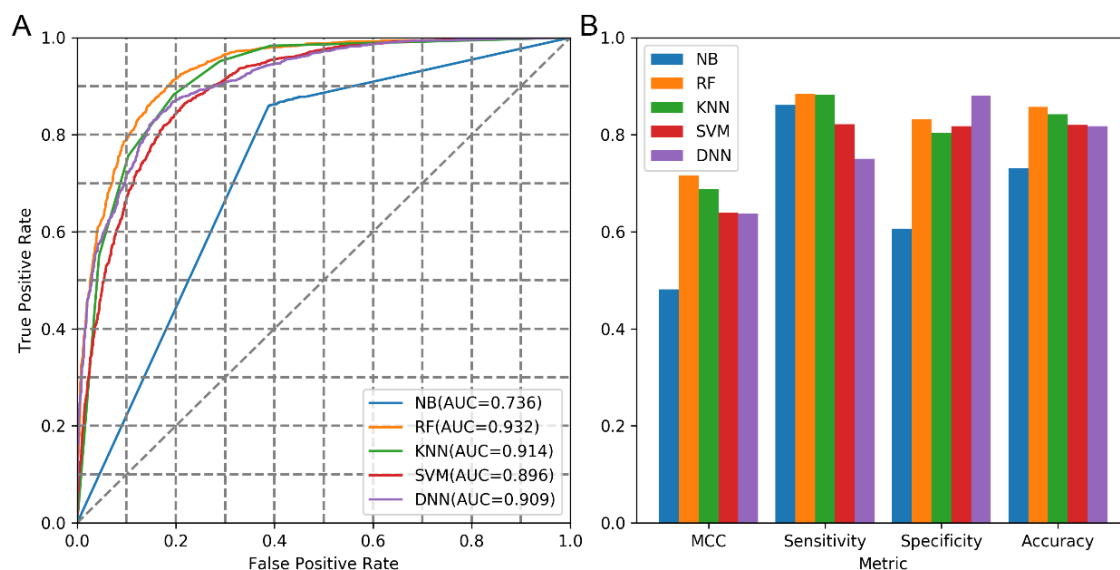 A
True Positive Rate
1.0
0.8
0.6
0.4
0.2
0.0
0.0 0.2 0.4 0.6 0.8 1.0
False Positive Rate
NB(AUC=0.736)
RF(AUC=0.932)
KNN(AUC=0.914)
SVM(AUC=0.896)
DNN(AUC=0.909)
B
1.0
0.8
0.6
0.4
0.2
0.0
NB
RF
KNN
SVM
DNN
MCC Sensitivity Specificity Accuracy
Metric